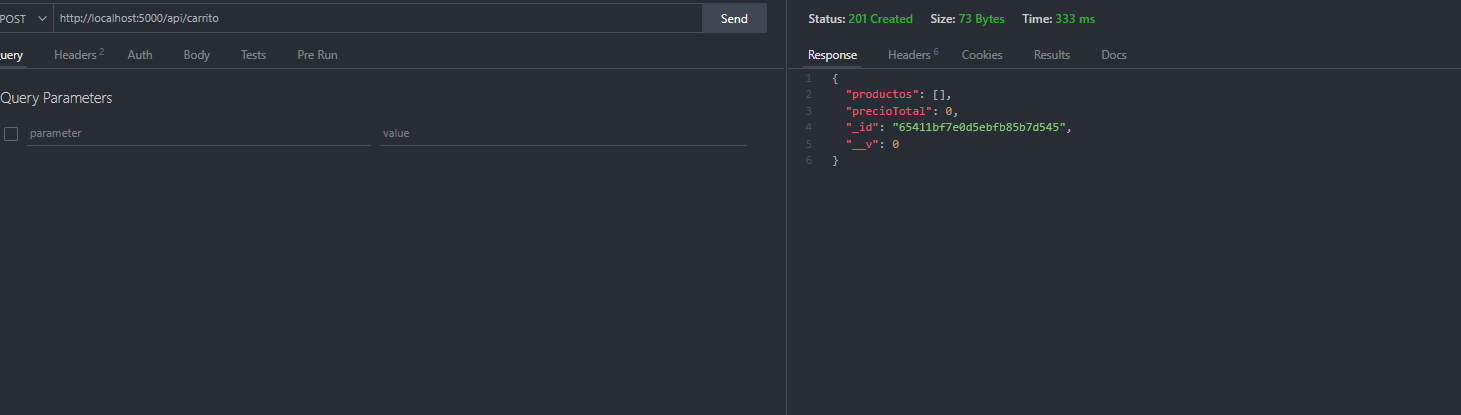 POST http://localhost:5000/api/carrito Send
uery Headers 2 Auth Body Tests Pre Run
Query Parameters
parameter value
Status: 201 Created Size: 73 Bytes Time: 333 ms
Response Headers 6 Cookies Results Docs
1 {
2 "productos": [],
3 "precioTotal": 0,
4 "_id": "65411bf7e0d5ebfb85b7d545",
5 "__v": 0
6 }